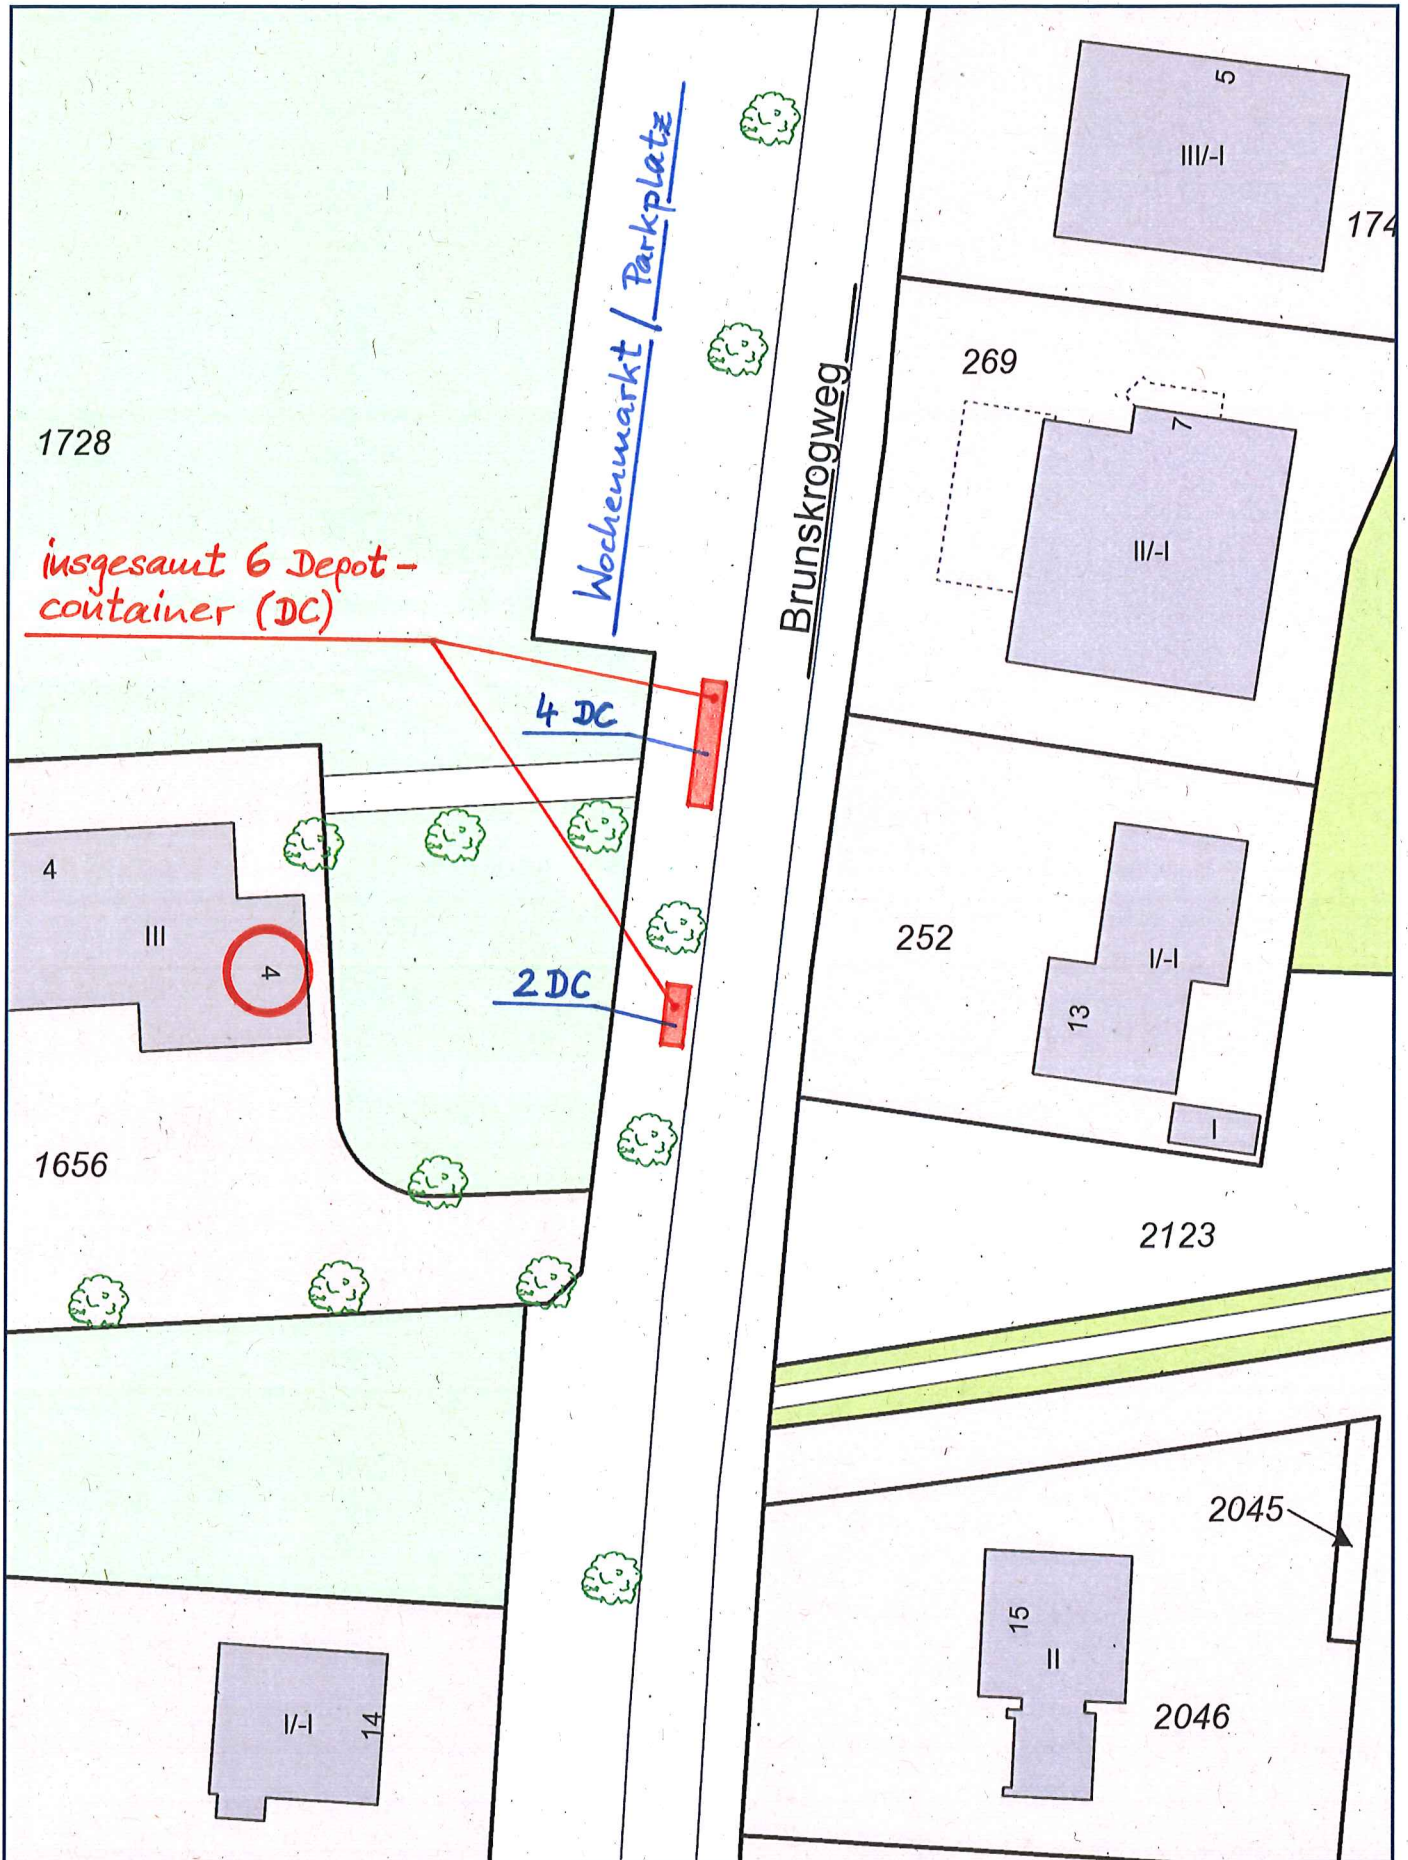 5
III/-I
174
Wochenmarkt / Parkplatz
269
7
1728
Brunskrogweg
II/-I
insgesamt 6 Depot-
container (DC)
4 DC
4
III
4
252
I/-I
2 DC
13
I
1656
2123
2045
15
II
2046
I/-I
14